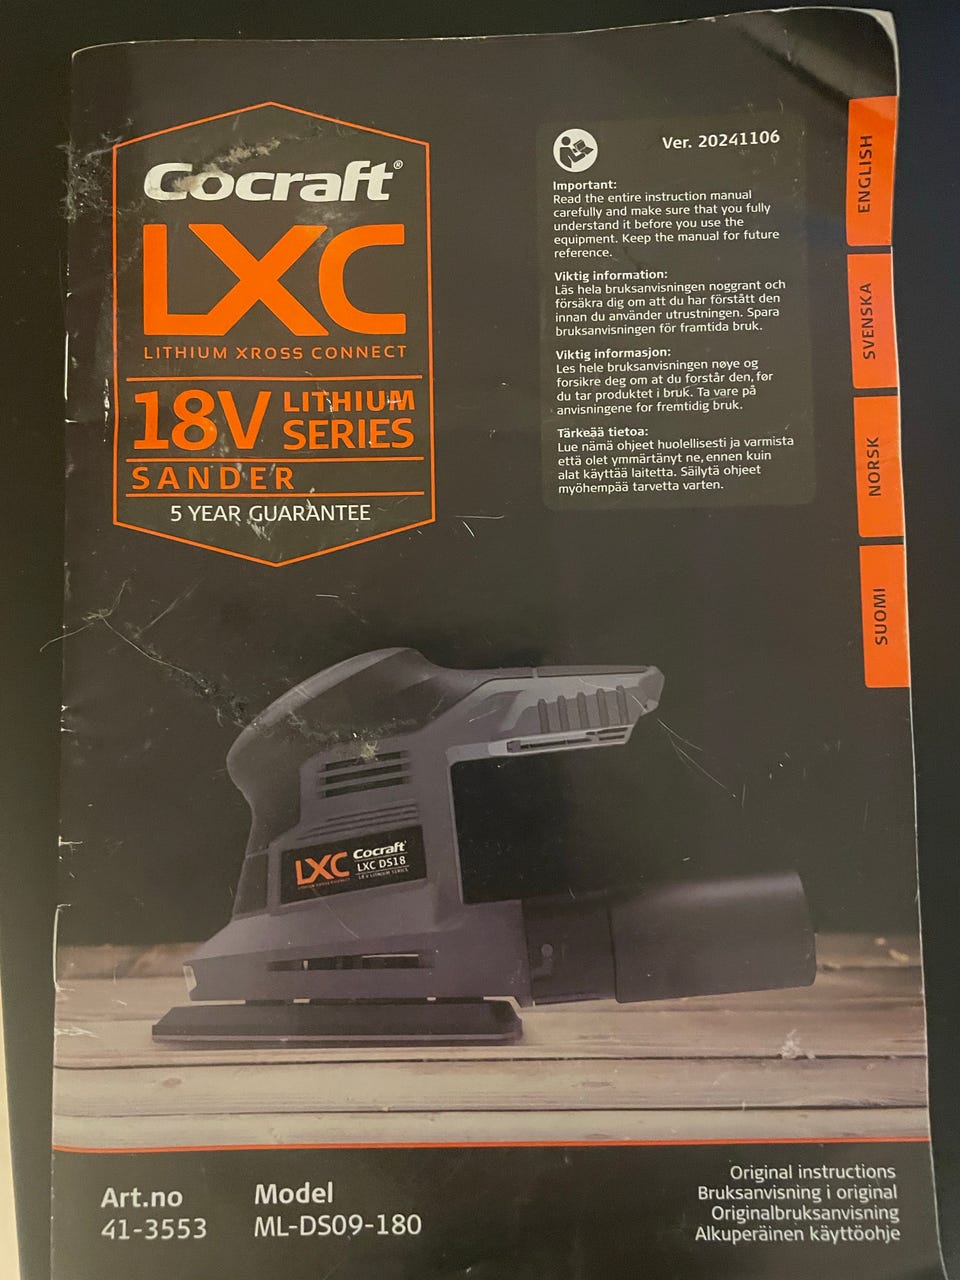 Cocraft®
LXC
LITHIUM XROSS CONNECT
18V LITHIUM
SERIES
SANDER
5 YEAR GUARANTEE
Ver. 20241106
Important:
Read the entire instruction manual
carefully and make sure that you fully
understand it before you use the
equipment. Keep the manual for future
reference.
Viktig information:
Läs hela bruksanvisningen noggrant och
försäkra dig om att du har förstått den
innan du använder utrustningen. Spara
bruksanvisningen för framtida bruk.
Viktig informasjon:
Les hele bruksanvisningen nøye og
forsikre deg om at du forstår den, før
du tar produktet i bruk. Ta vare på
anvisningene for fremtidig bruk.
Tärkeää tietoa:
Lue nämä ohjeet huolellisesti ja varmista
että olet ymmärtänyt ne, ennen kuin
alat käyttää laitetta. Säilytä ohjeet
myöhempää tarvetta varten.
ENGLISH
SVENSKA
NORSK
SUOMI
LXC
LITHIUM XROSS CONNECT
Cocraft®
LXC DS18
18 V LITHIUM SERIES
Art.no
41-3553
Model
ML-DS09-180
Original instructions
Bruksanvisning i original
Originalbruksanvisning
Alkuperäinen käyttöohje